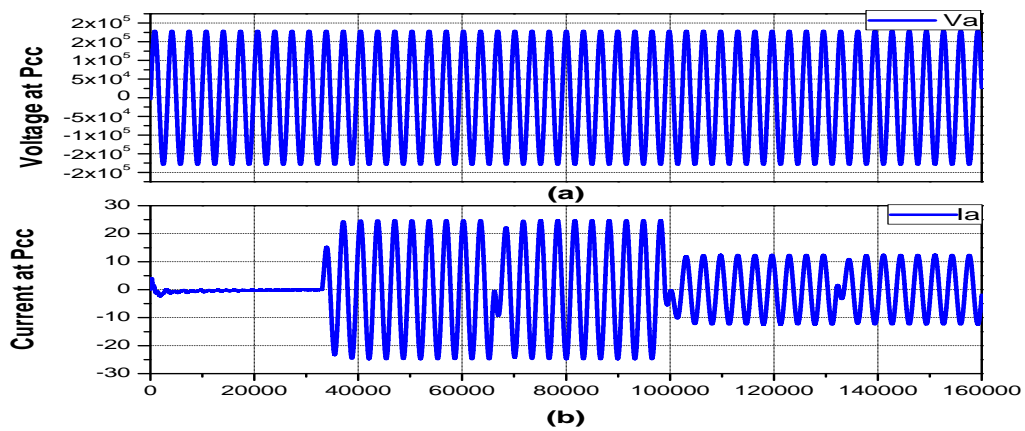 Voltage at Pcc
2x10⁵
2x10⁵
1x10⁵
5x10⁴
0
-5x10⁴
-1x10⁵
-2x10⁵
-2x10⁵
Va
(a)
Current at Pcc
30
20
10
0
-10
-20
-30
Ia
0 20000 40000 60000 80000 100000 120000 140000 160000
(b)